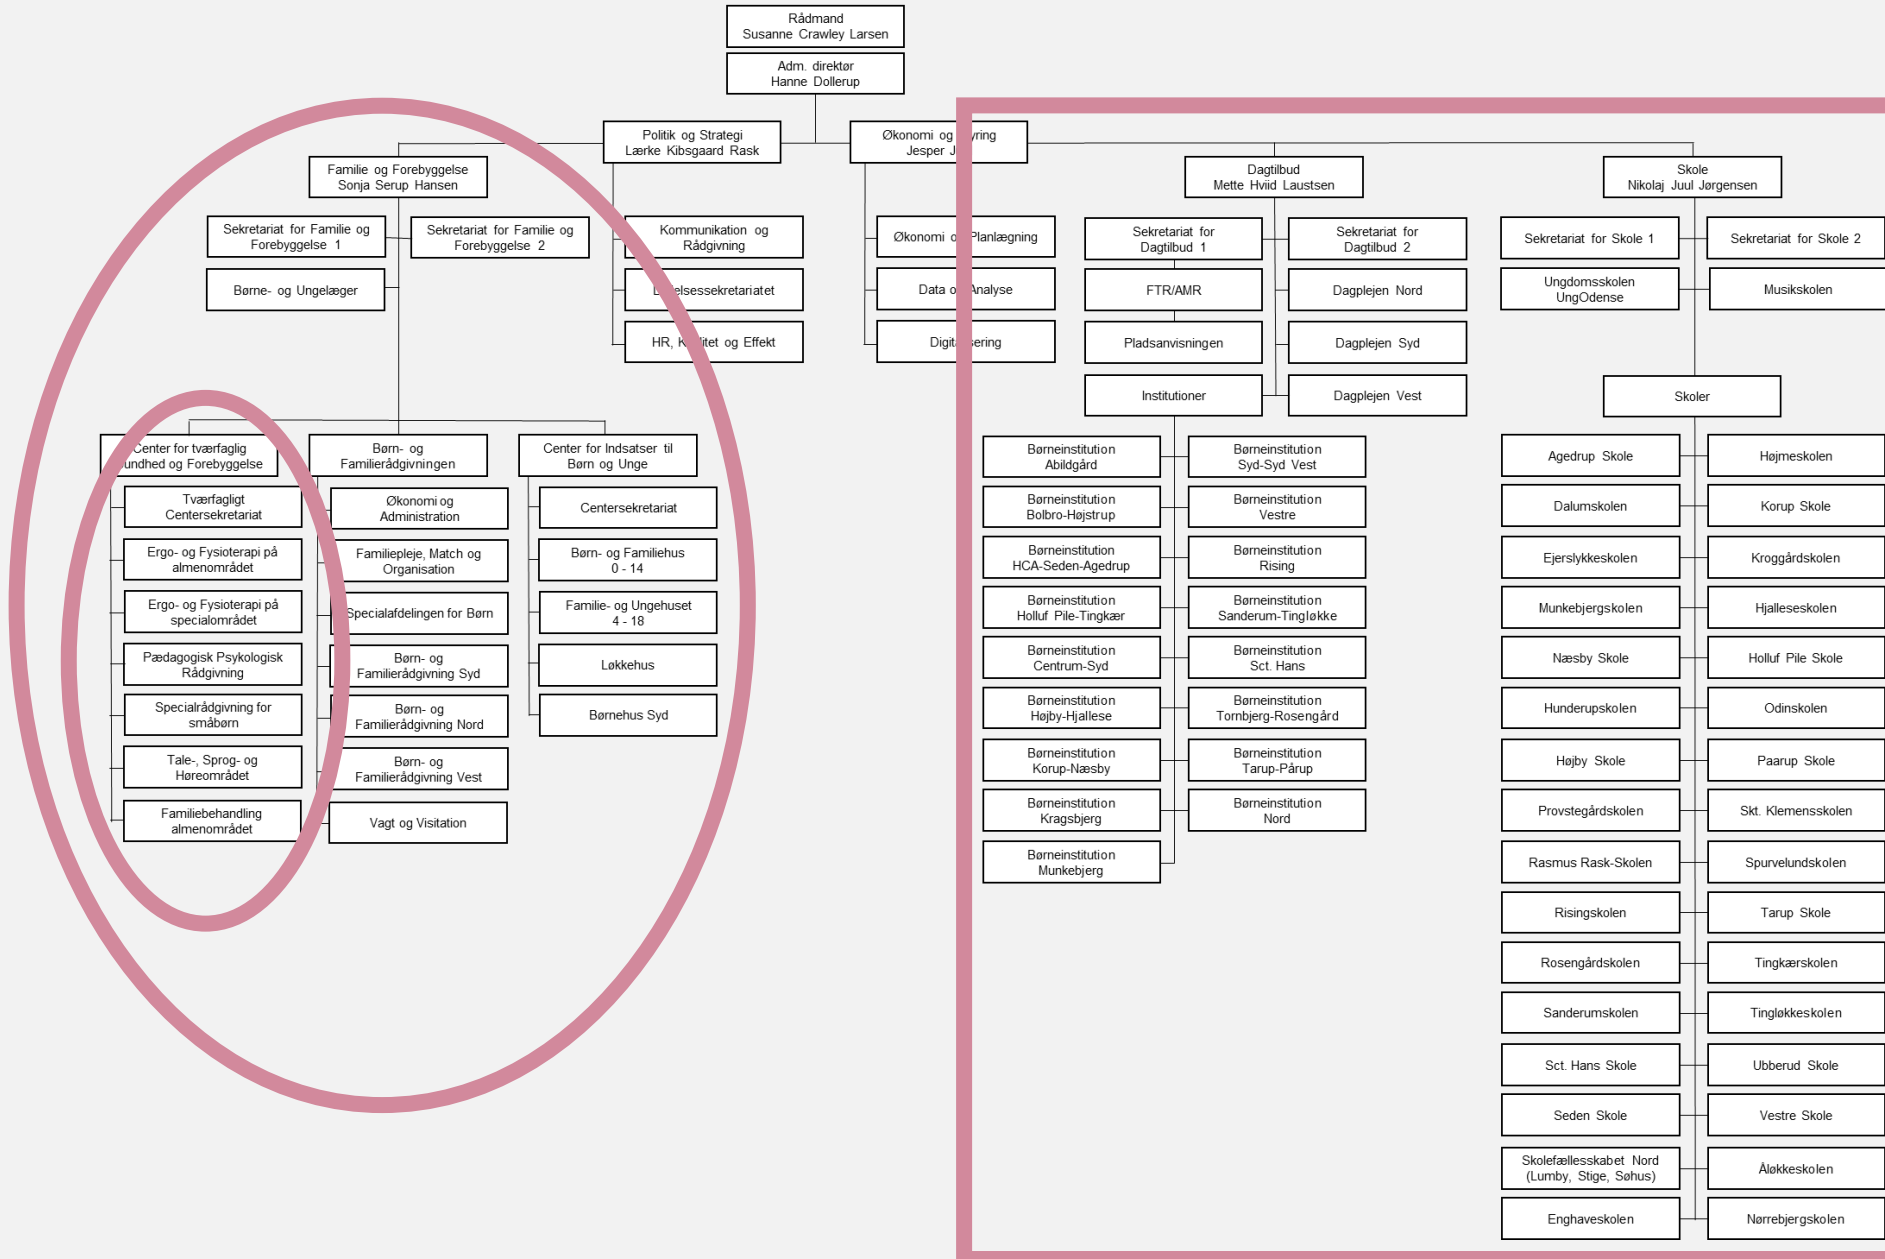 Rådmand
Susanne Crawley Larsen
Adm. direktør
Hanne Dollerup
Politik og Strategi
Lærke Kibsgaard Rask
Økonomi og
Jesper
Familie og Forebyggelse
Sonja Serup Hansen
Dagtilbud
Mette Hviid Laustsen
Skole
Nikolaj Juul Jørgensen
Sekretariat for Familie og
Forebyggelse 1
Sekretariat for Familie og
Forebyggelse 2
Børne- og Ungelæger
Kommunikation og
Rådgivning
HR, og Effekt
Økonomi Planlægning
Data Analyse
Sekretariat for
Dagtilbud 1
Sekretariat for
Dagtilbud 2
FTR/AMR
Dagplejen Nord
Pladsanvisningen
Dagplejen Syd
Institutioner
Dagplejen Vest
Sekretariat for Skole 1
Sekretariat for Skole 2
Ungdomsskolen
UngOdense
Musikskolen
Skoler
Center for tværfaglig
og Forebyggelse
Tværfagligt
Centersekretariat
Ergo- og Fysioterapi på
almenområdet
Ergo- og Fysioterapi på
specialområdet
Pædagogisk Psykologisk
Rådgivning
Specialrådgivning for
småbørn
Tale-, Sprog- og
Høreområdet
Familiebehandling
almenområdet
Børn- og
Familierådgivningen
Økonomi og
Administration
Familiepleje, Match og
Organisation
Specialafdelingen for Børn
Børn- og
Familierådgivning Syd
Børn- og
Familierådgivning Nord
Børn- og
Familierådgivning Vest
Vagt og Visitation
Center for Indsatser til
Børn og Unge
Centersekretariat
Børn- og Familiehus
0 - 14
Familie- og Ungehuset
4 - 18
Løkkehus
Børnehus Syd
Børneinstitution
Abildgård
Børneinstitution
Syd-Syd Vest
Børneinstitution
Bolbro-Højstrup
Børneinstitution
Vestre
Børneinstitution
HCA-Seden-Agedrup
Børneinstitution
Rising
Børneinstitution
Holluf Pile-Tingkær
Børneinstitution
Sanderum-Tingløkke
Børneinstitution
Centrum-Syd
Børneinstitution
Sct. Hans
Børneinstitution
Højby-Hjallese
Børneinstitution
Tornbjerg-Rosengård
Børneinstitution
Korup-Næsby
Børneinstitution
Tarup-Pårup
Børneinstitution
Kragsbjerg
Børneinstitution
Nord
Børneinstitution
Munkebjerg
Agedrup Skole
Højmeskolen
Dalumskolen
Korup Skole
Ejerslykkeskolen
Kroggårdskolen
Munkebjergskolen
Hjalleseskolen
Næsby Skole
Holluf Pile Skole
Hunderupskolen
Odinskolen
Højby Skole
Paarup Skole
Provstegårdskolen
Skt. Klemensskolen
Rasmus Rask-Skolen
Spurvelundskolen
Risingskolen
Tarup Skole
Rosengårdskolen
Tingkærskolen
Sanderumskolen
Tingløkkeskolen
Sct. Hans Skole
Ubberud Skole
Seden Skole
Vestre Skole
Skolefællesskabet Nord
(Lumby, Stige, Søhus)
Åløkkeskolen
Enghaveskolen
Nørrebjergskolen